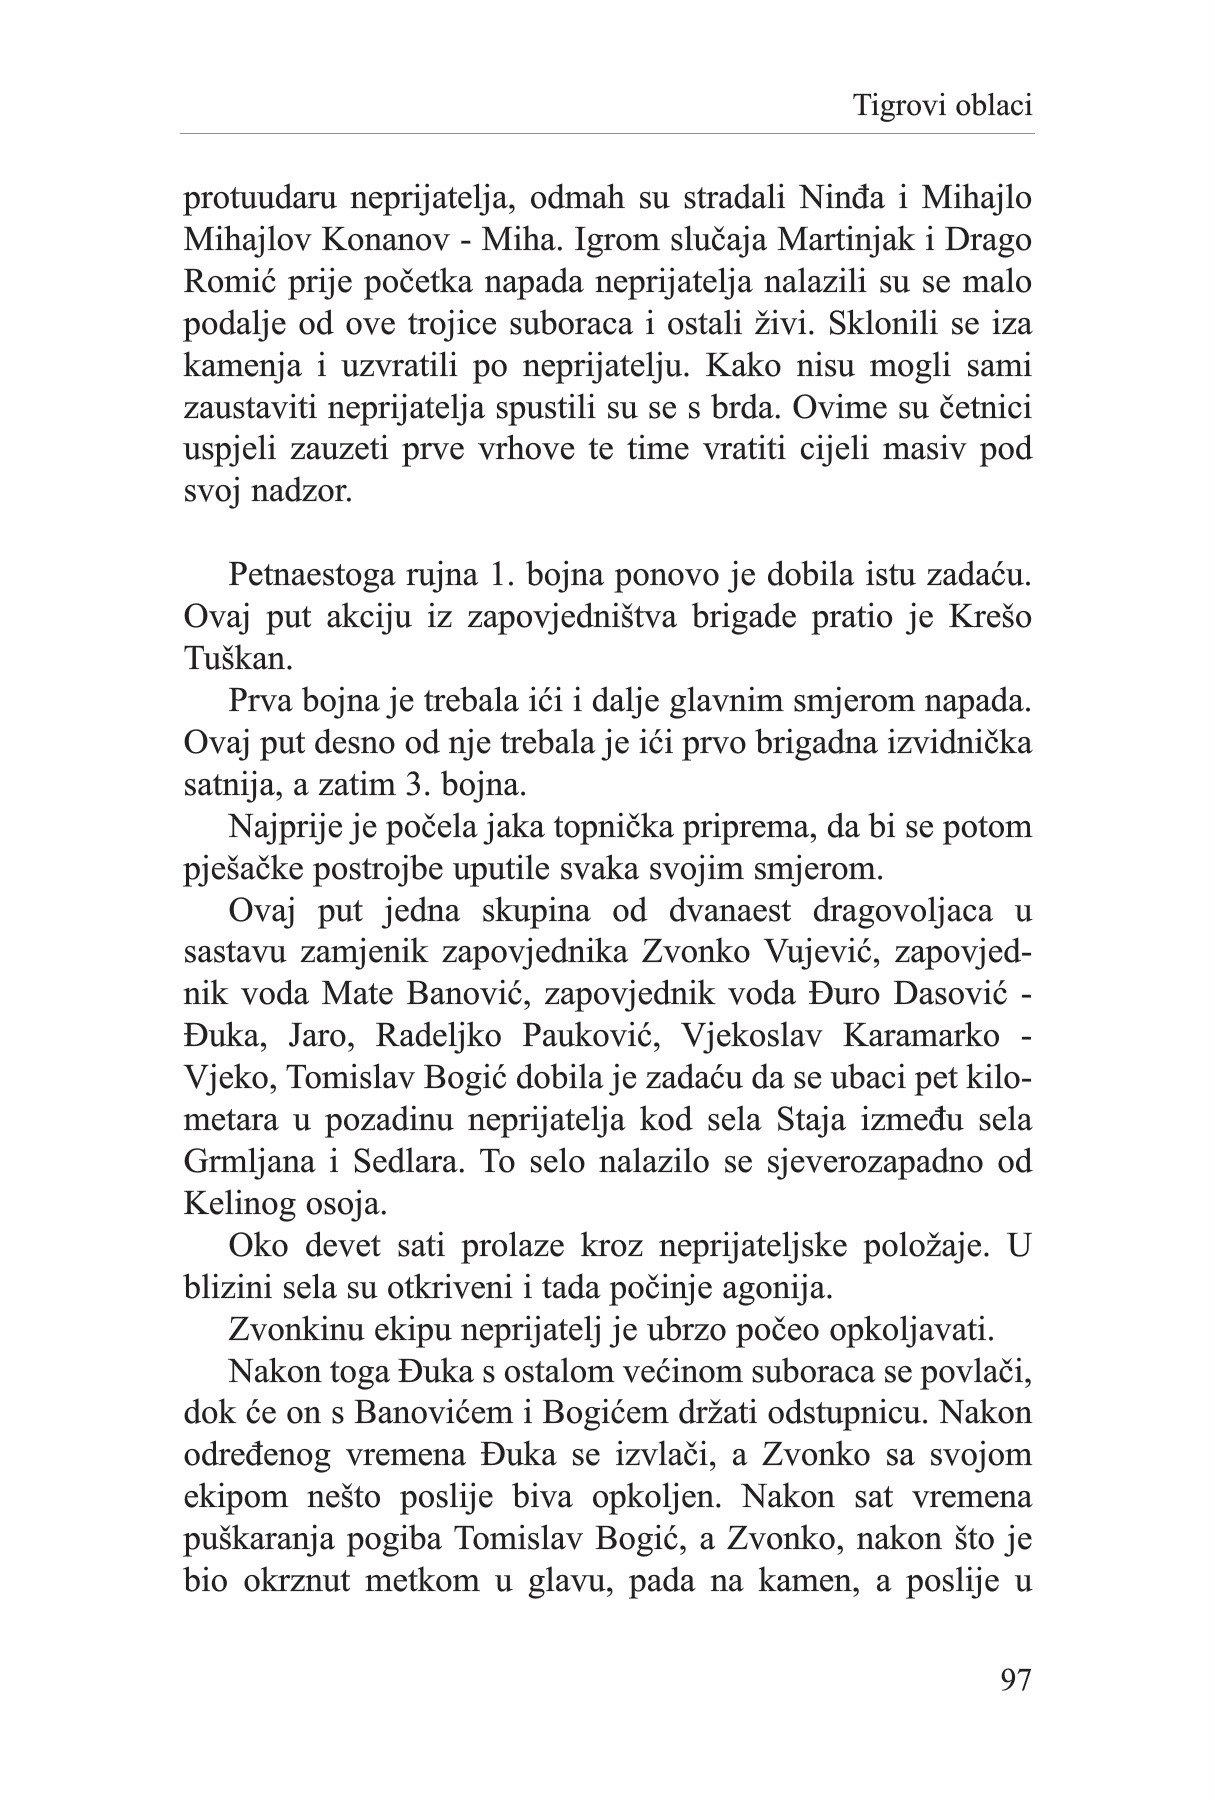 Tigrovi oblaci
protuudaru neprijatelja, odmah su stradali Ninđa i Mihajlo
Mihajlov Konanov - Miha. Igrom slučaja Martinjak i Drago
Romić prije početka napada neprijatelja nalazili su se malo
podalje od ove trojice suboraca i ostali živi. Sklonili se iza
kamenja i uzvratili po neprijatelju. Kako nisu mogli sami
zaustaviti neprijatelja spustili su se s brda. Ovime su četnici
uspjeli zauzeti prve vrhove te time vratiti cijeli masiv pod
svoj nadzor.
Petnaestoga rujna 1. bojna ponovo je dobila istu zadaću.
Ovaj put akciju iz zapovjedništva brigade pratio je Krešo
Tuškan.
Prva bojna je trebala ići i dalje glavnim smjerom napada.
Ovaj put desno od nje trebala je ići prvo brigadna izvidnička
satnija, a zatim 3. bojna.
Najprije je počela jaka topnička priprema, da bi se potom
pješačke postrojbe uputile svaka svojim smjerom.
Ovaj put jedna skupina od dvanaest dragovoljaca u
sastavu zamjenik zapovjednika Zvonko Vujević, zapovjed-
nik voda Mate Banović, zapovjednik voda Đuro Dasović -
Đuka, Jaro, Radeljko Pauković, Vjekoslav Karamarko -
Vjeko, Tomislav Bogić dobila je zadaću da se ubaci pet kilo-
metara u pozadinu neprijatelja kod sela Staja između sela
Grmljana i Sedlara. To selo nalazilo se sjeverozapadno od
Kelinog osoja.
Oko devet sati prolaze kroz neprijateljske položaje. U
blizini sela su otkriveni i tada počinje agonija.
Zvonkinu ekipu neprijatelj je ubrzo počeo opkoljavati.
Nakon toga Đuka s ostalom većinom suboraca se povlači,
dok će on s Banovićem i Bogićem držati odstupnicu. Nakon
određenog vremena Đuka se izvlači, a Zvonko sa svojom
ekipom nešto poslije biva opkoljen. Nakon sat vremena
puškaranja pogiba Tomislav Bogić, a Zvonko, nakon što je
bio okrznut metkom u glavu, pada na kamen, a poslije u
97